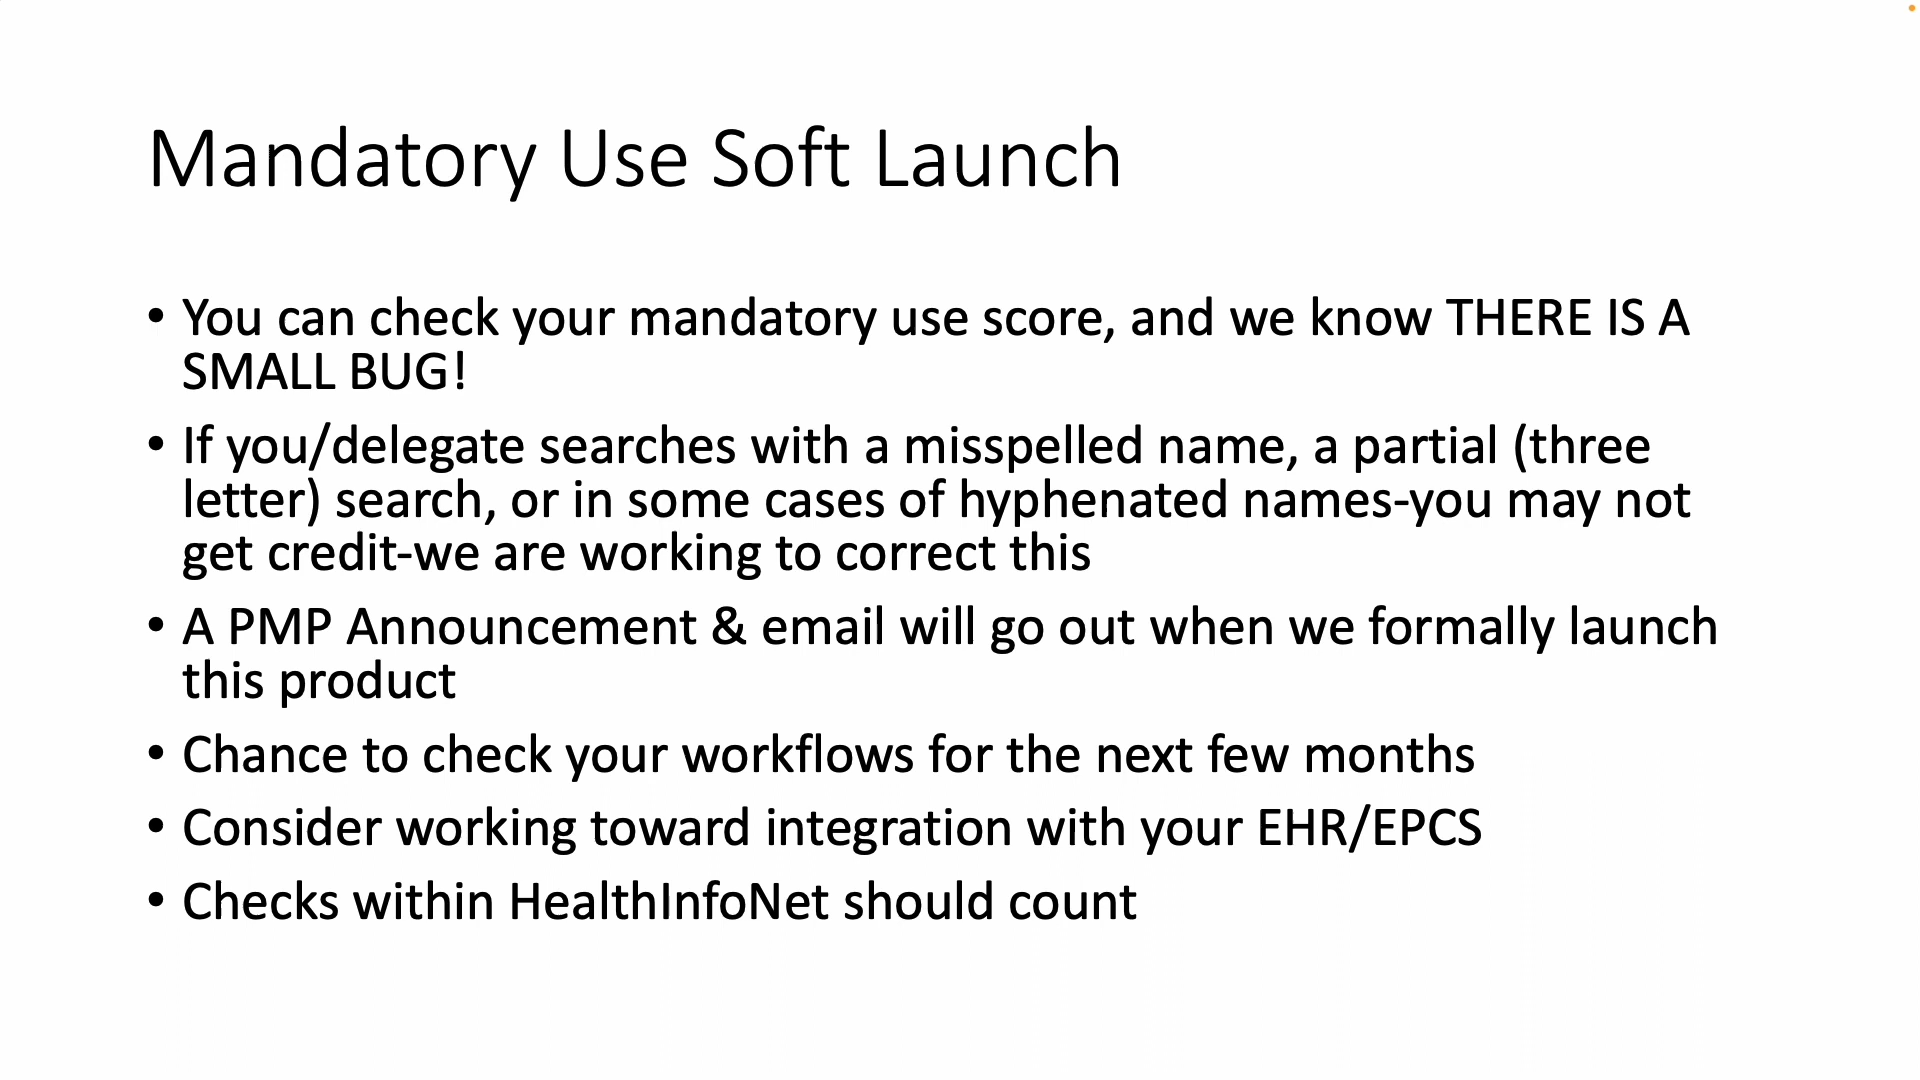 Mandatory Use Soft Launch
• You can check your mandatory use score, and we know THERE IS A
SMALL BUG!
• If you/delegate searches with a misspelled name, a partial (three
letter) search, or in some cases of hyphenated names-you may not
get credit-we are working to correct this
• A PMP Announcement & email will go out when we formally launch
this product
• Chance to check your workflows for the next few months
• Consider working toward integration with your EHR/EPCS
• Checks within HealthInfoNet should count